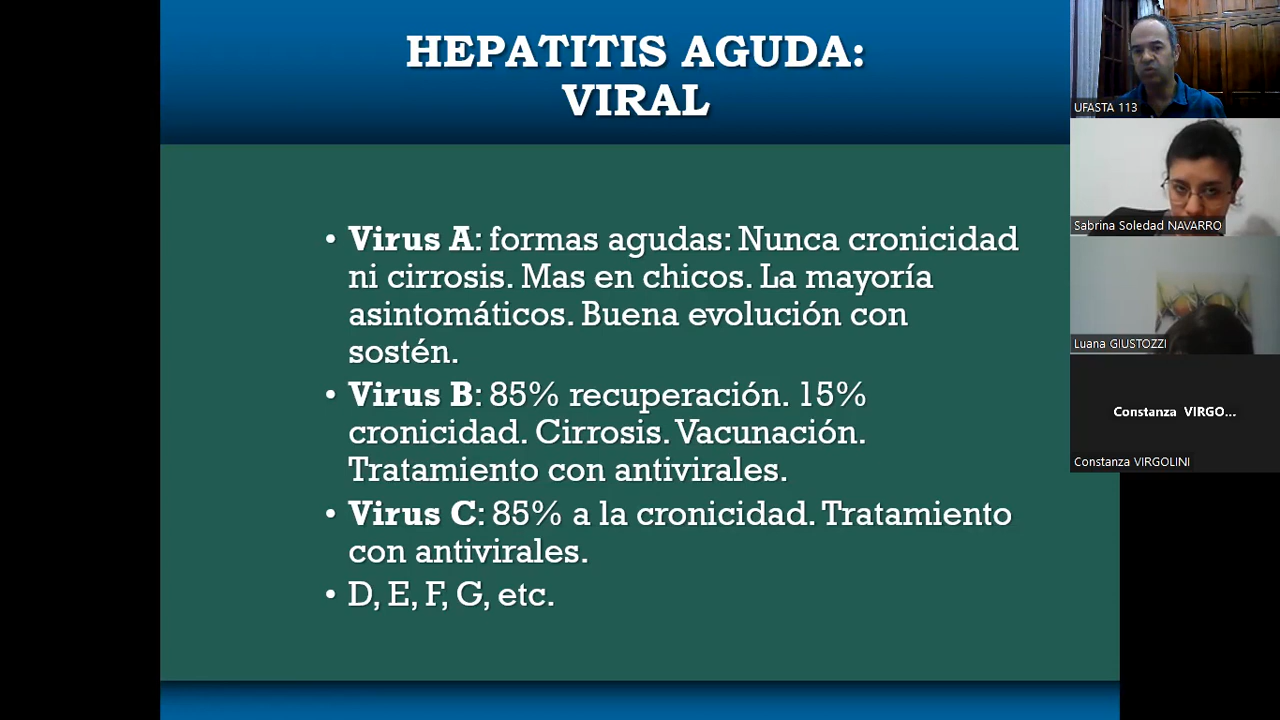 HEPATITIS AGUDA:
VIRAL
• Virus A: formas agudas: Nunca cronicidad
ni cirrosis. Mas en chicos. La mayoría
asintomáticos. Buena evolución con
sostén.
• Virus B: 85% recuperación. 15%
cronicidad. Cirrosis. Vacunación.
Tratamiento con antivirales.
• Virus C: 85% a la cronicidad. Tratamiento
con antivirales.
• D, E, F, G, etc.
UFASTA 113
Sabrina Soledad NAVARRO
Luana GIUSTOZZI
Constanza VIRGO...
Constanza VIRGOLINI